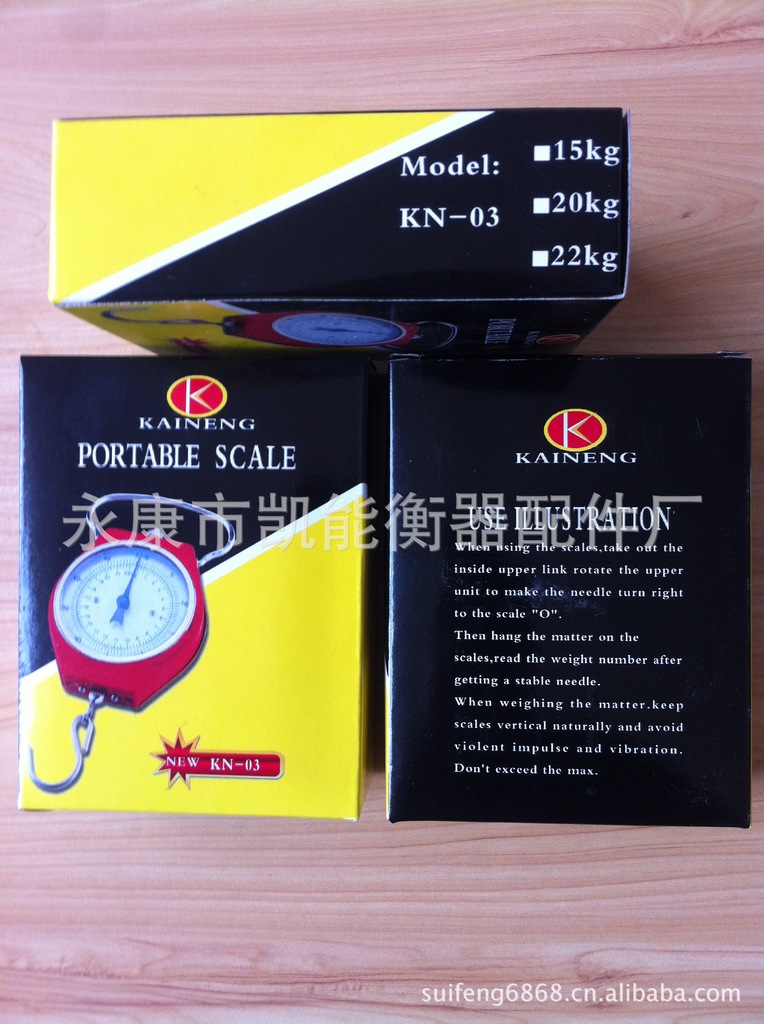 Model:
KN-03
15kg
20kg
22kg
K
KAINENG
PORTABLE SCALE
NEW KN-03
K
KAINENG
USE ILLUSTRATION
When using the scales.take out the
inside upper link rotate the upper
unit to make the needle turn right
to the scale "O".
Then hang the matter on the
scales,read the weight number after
getting a stable needle.
When weighing the matter.keep
scales vertical naturally and avoid
violent impulse and vibration.
Don't exceed the max.
永康市凯能衡器配件厂
suifeng6868.cn.alibaba.com